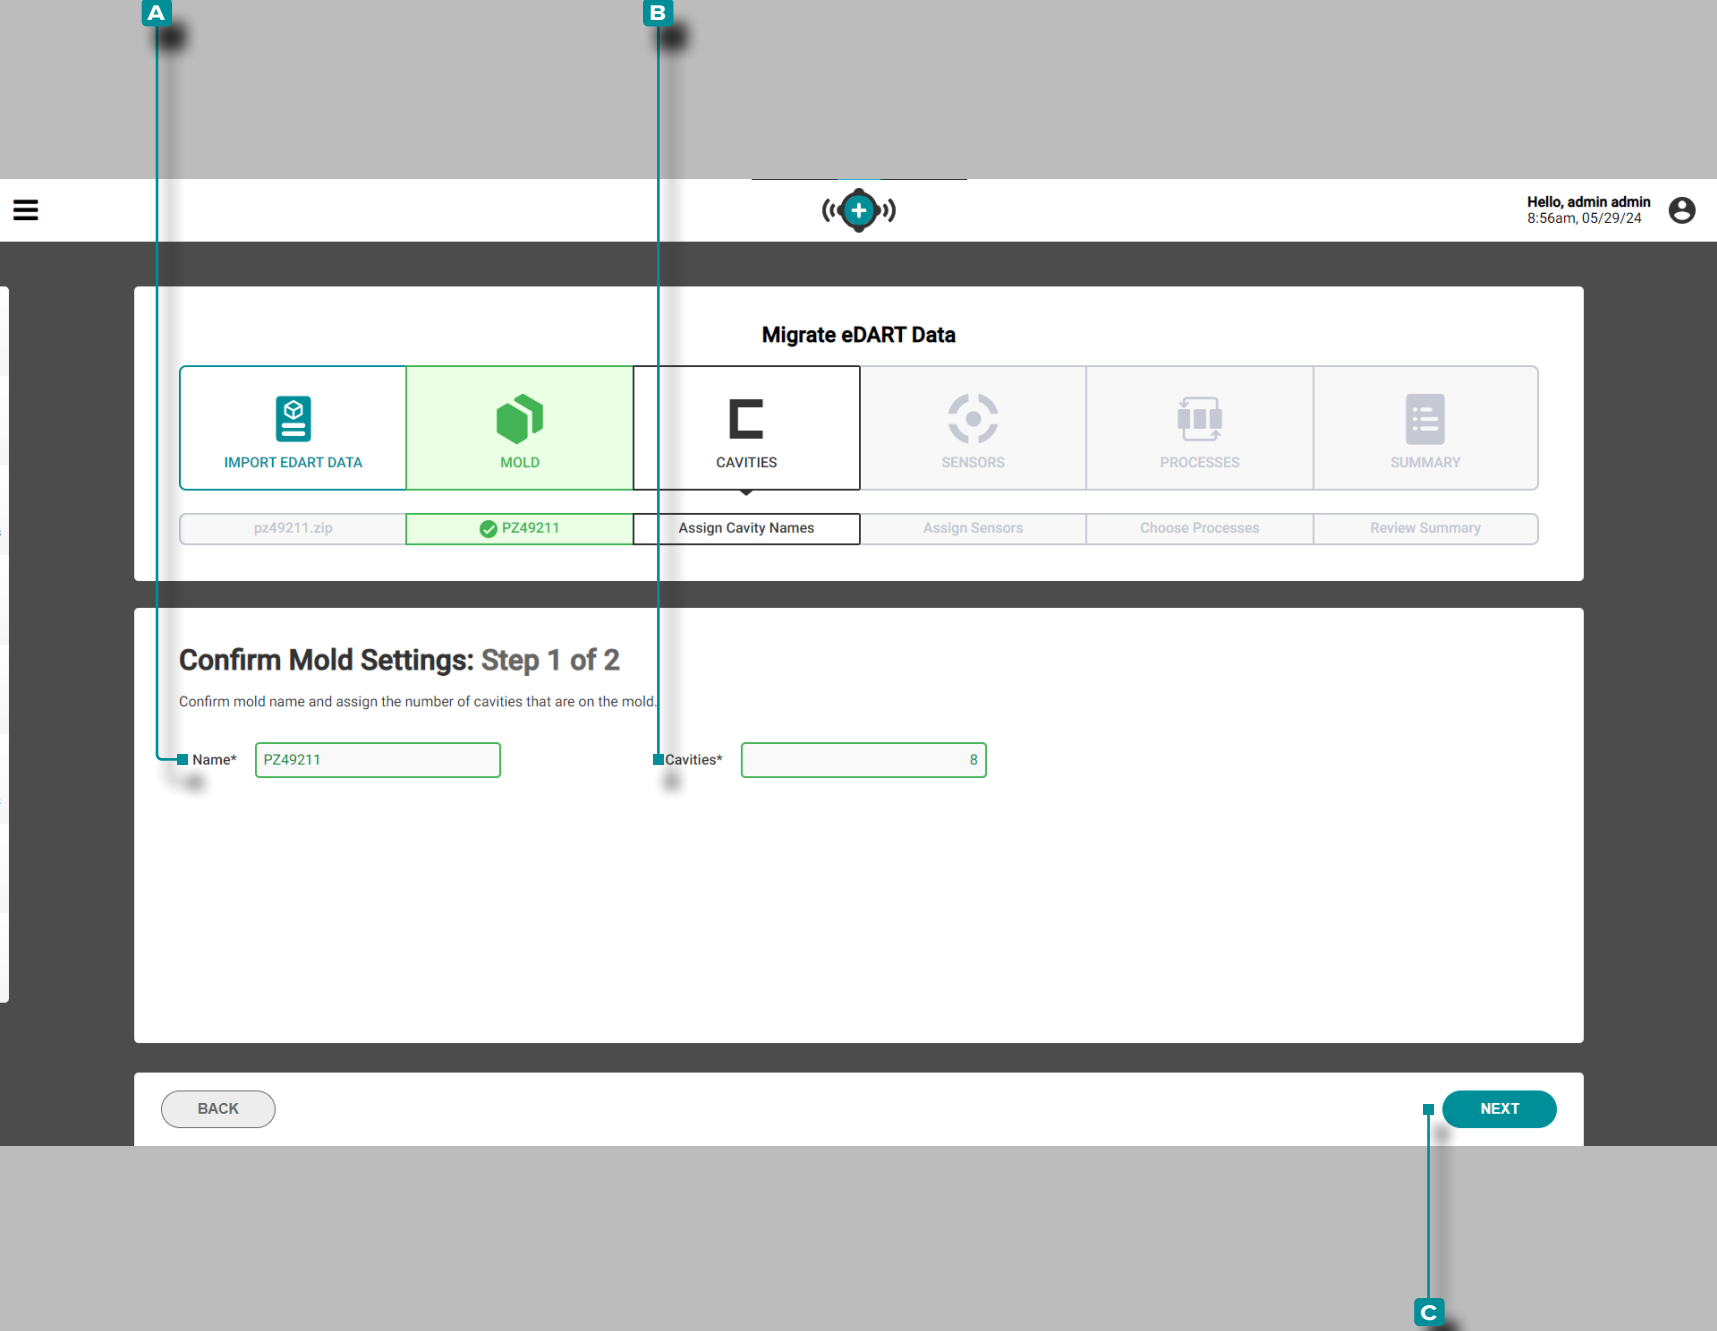 A
B
Hello, admin admin
8:56am, 05/29/24
Migrate eDART Data
IMPORT EDART DATA
MOLD
CAVITIES
SENSORS
PROCESSES
SUMMARY
pz49211.zip
PZ49211
Assign Cavity Names
Assign Sensors
Choose Processes
Review Summary
Confirm Mold Settings: Step 1 of 2
Confirm mold name and assign the number of cavities that are on the mold.
Name* PZ49211
Cavities* 8
BACK
NEXT
C